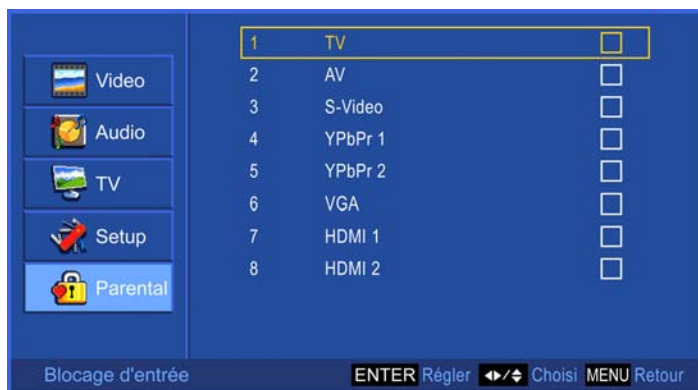 Video
Audio
TV
Setup
Parental
1 TV
2 AV
3 S-Video
4 YPbPr 1
5 YPbPr 2
6 VGA
7 HDMI 1
8 HDMI 2
Blocage d'entrée
ENTER Régler Choisi MENU Retour